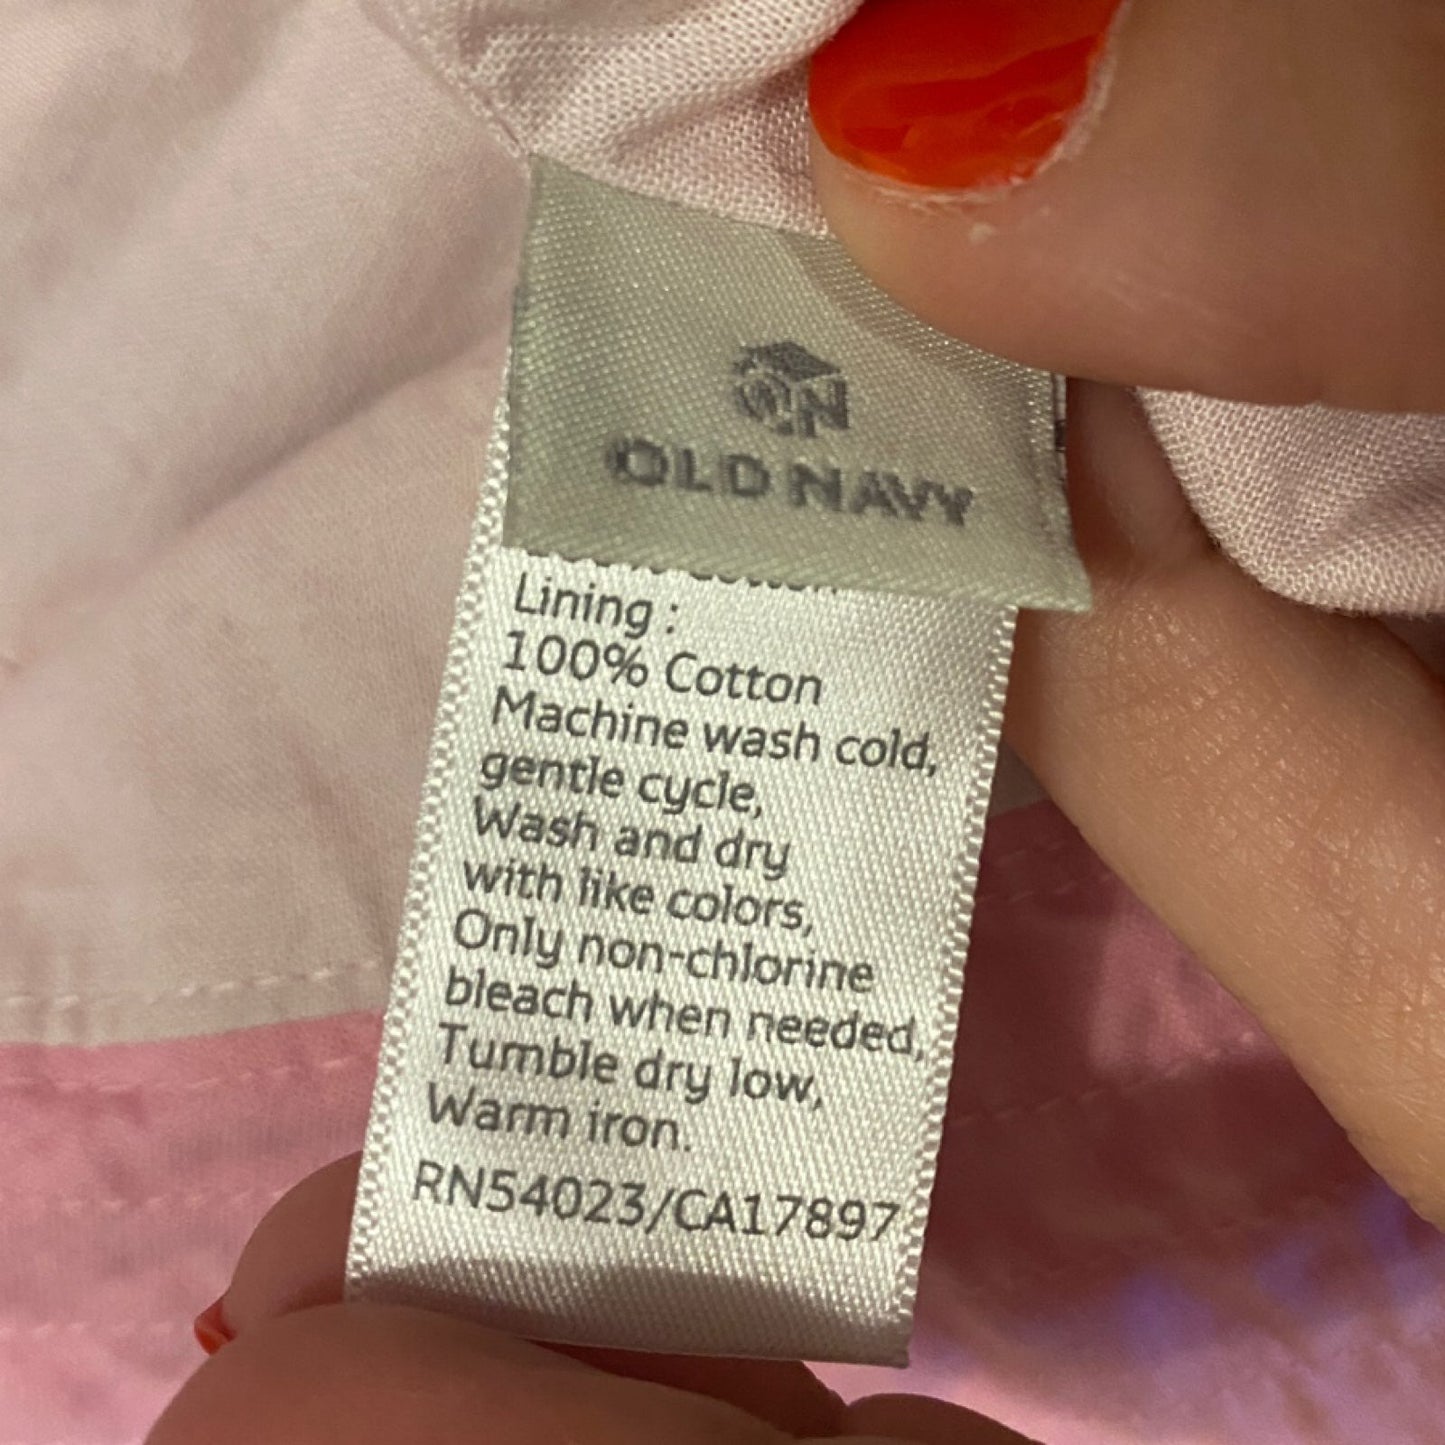 ON
OLD NAVY
Lining :
100% Cotton
Machine wash cold,
gentle cycle,
Wash and dry
with like colors,
Only non-chlorine
bleach when needed,
Tumble dry low,
Warm iron.
RN54023/CA17897